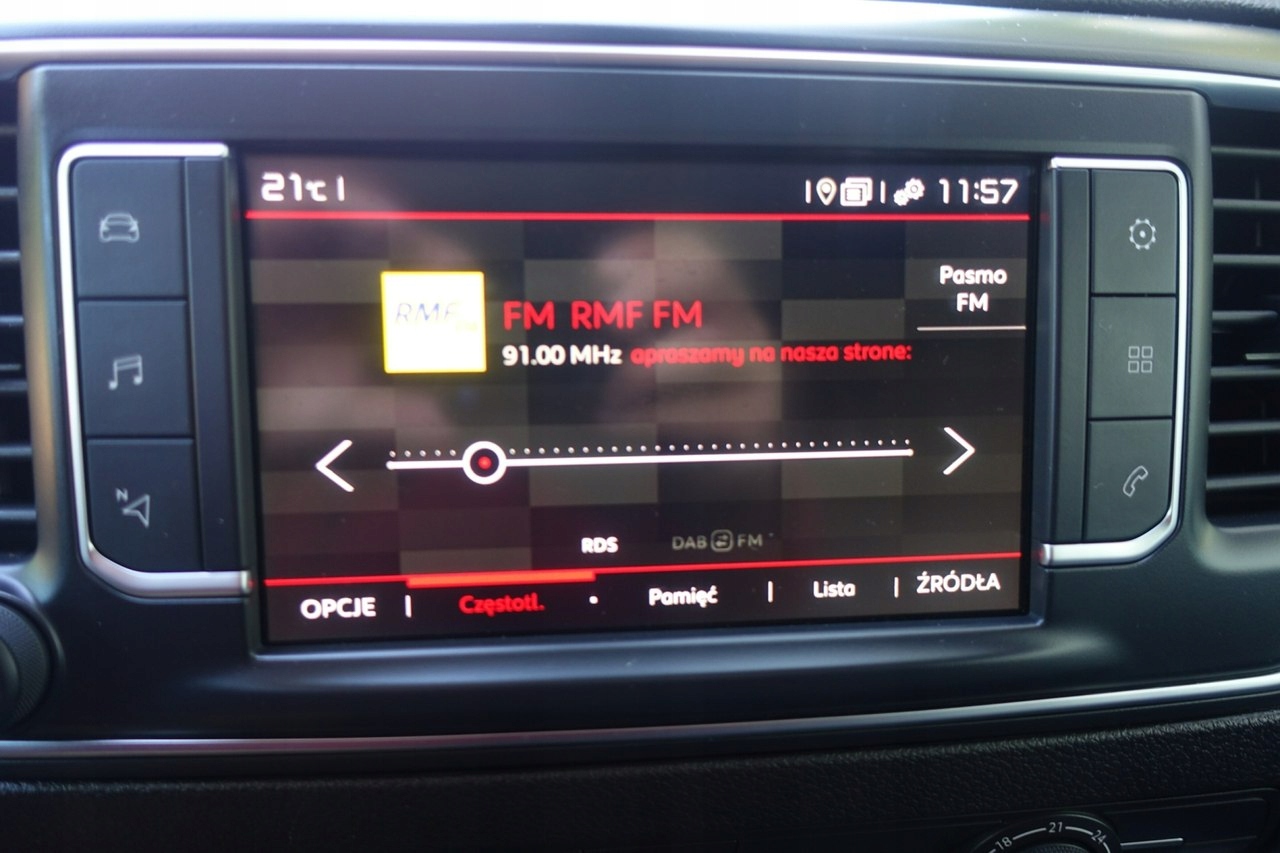 21°C
11:57
Pasmo
FM
RMF
FM RMF FM
91.00 MHz apraszamy na nasza strone:
N
RDS
DAB FM
OPCJE Częstotl. Pamięć Lista ŹRÓDŁA
18 21 24